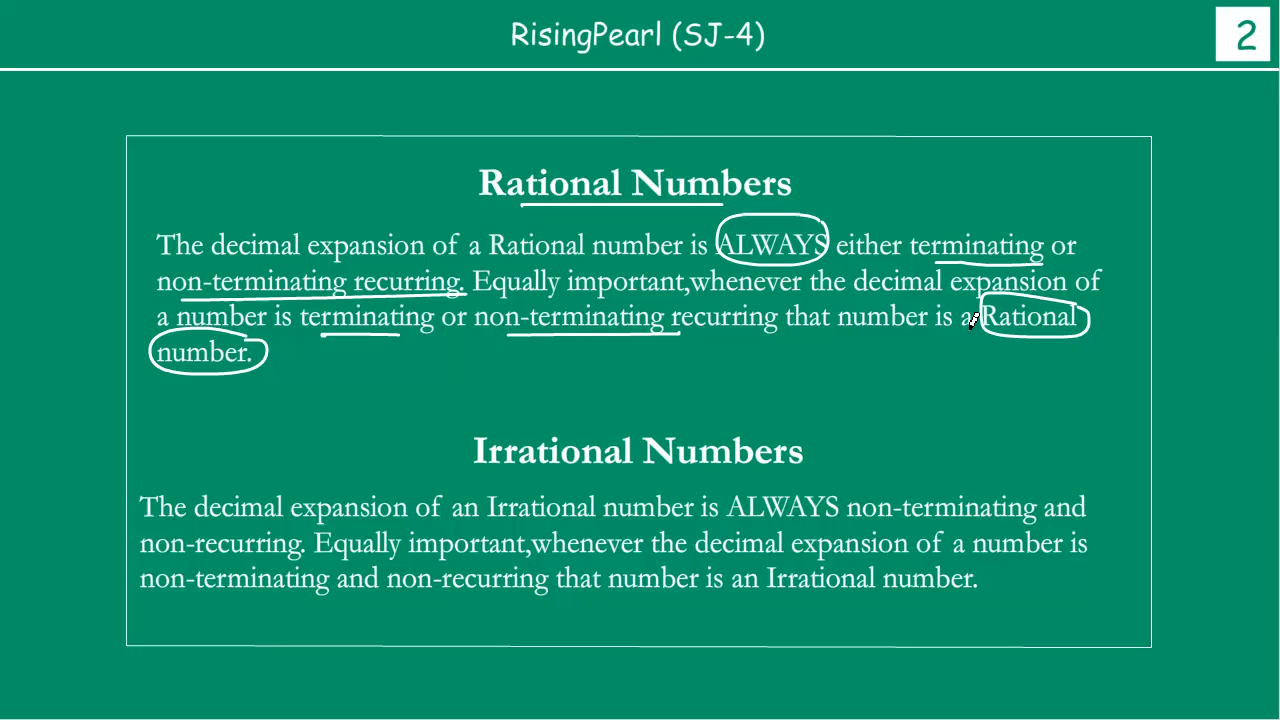 RisingPearl (SJ-4)
2
Rational Numbers
The decimal expansion of a Rational number is ALWAYS either terminating or
non-terminating recurring. Equally important,whenever the decimal expansion of
a number is terminating or non-terminating recurring that number is a Rational
number.
Irrational Numbers
The decimal expansion of an Irrational number is ALWAYS non-terminating and
non-recurring. Equally important,whenever the decimal expansion of a number is
non-terminating and non-recurring that number is an Irrational number.